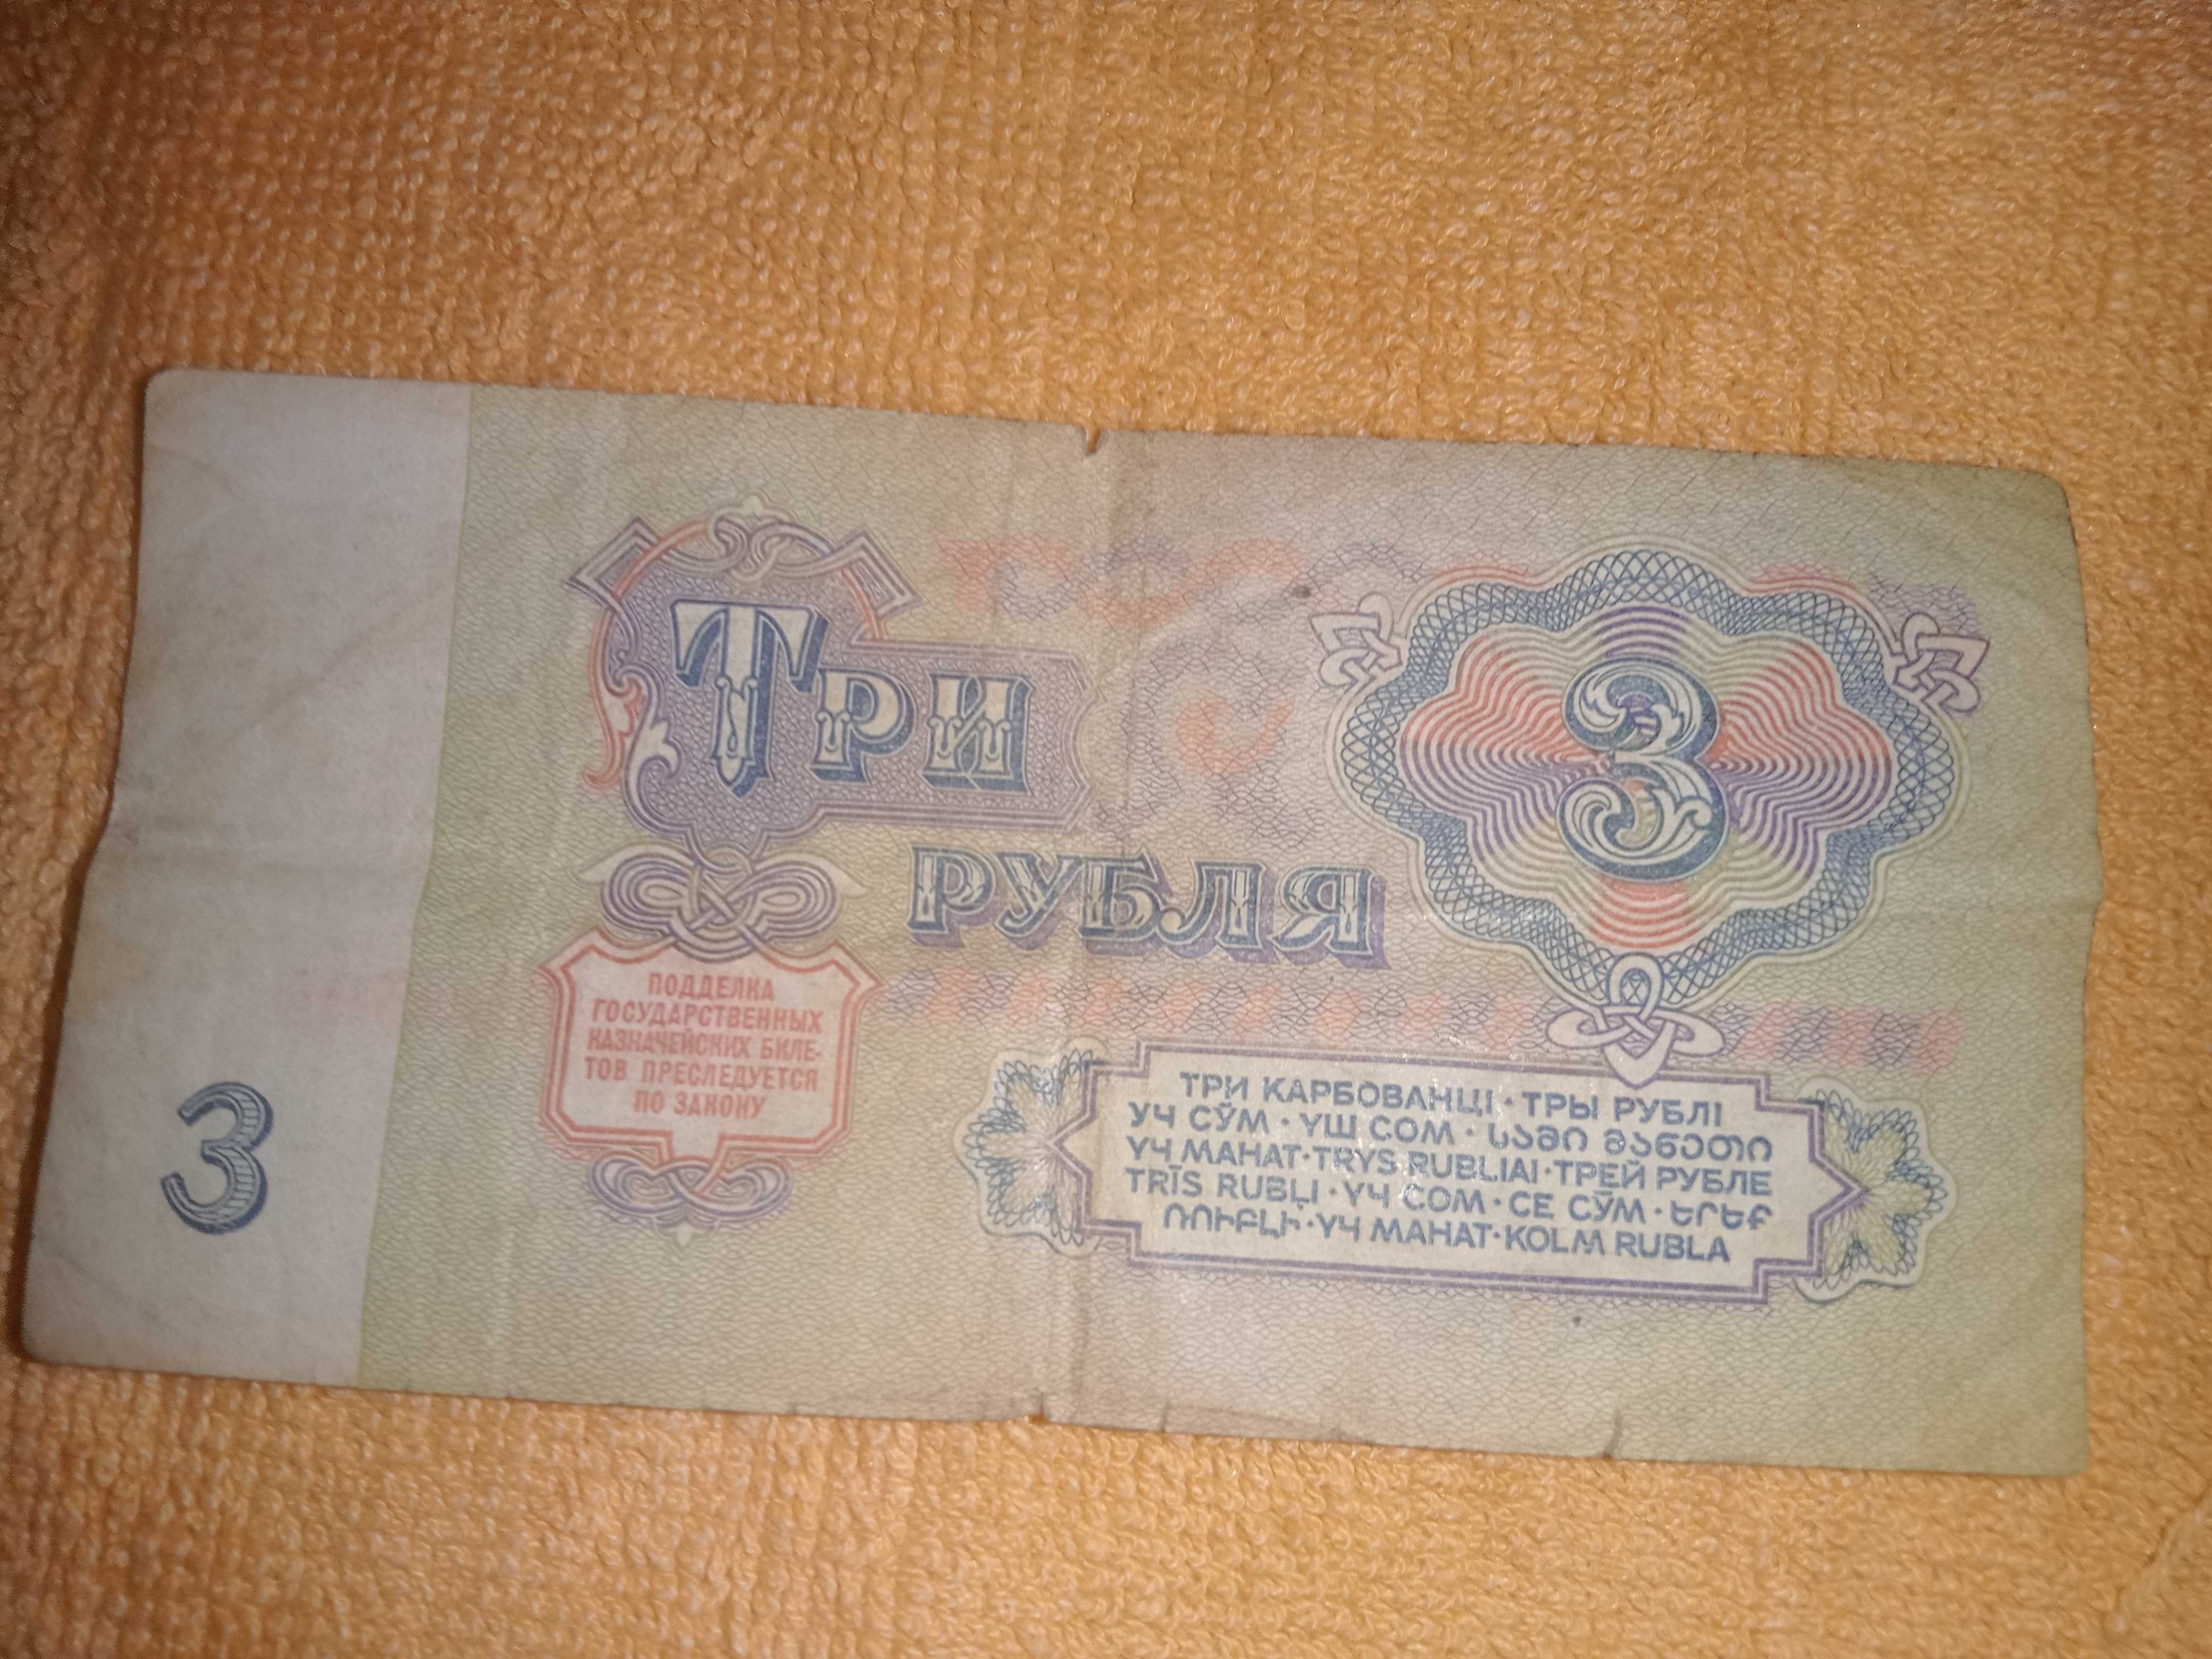 Три
РУБЛЯ
3
ПОДДЕЛКА
ГОСУДАРСТВЕННЫХ
КАЗНАЧЕЙСКИХ БИЛЕ-
ТОВ ПРЕСЛЕДУЕТСЯ
ПО ЗАКОНУ
3
ТРИ КАРБОВАНЦІ · ТРЫ РУБЛІ
УЧ СЎМ · ҮШ СОМ · ᲡᲐᲛᲘ ᲛᲐᲜᲔᲗᲘ
ҮЧ МАНАТ · TRYS RUBLIAI · ТРЕЙ РУБЛЕ
TRĪS RUBĻI · ҮЧ СОМ · СЕ СӮМ · ԵՐԵՔ
ՌՈՒԲԼԻ · ҮЧ МАНАТ · KOLM RUBLA